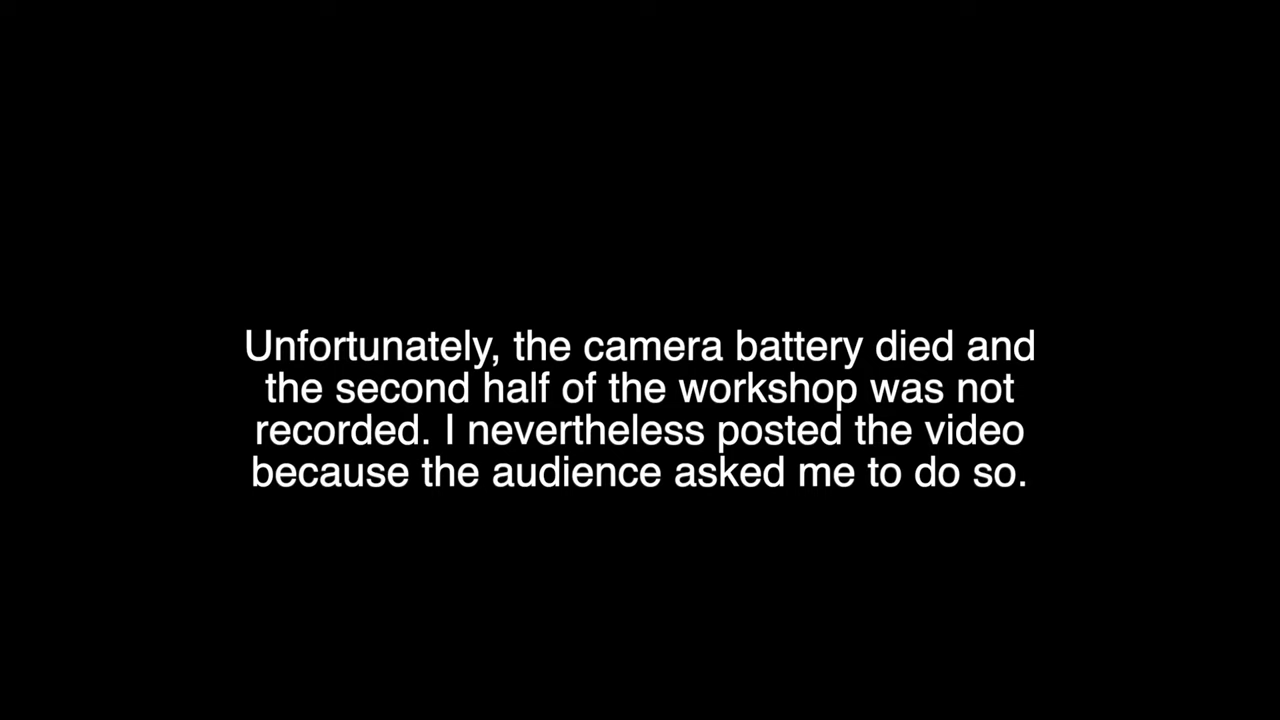 Unfortunately, the camera battery died and
the second half of the workshop was not
recorded. I nevertheless posted the video
because the audience asked me to do so.